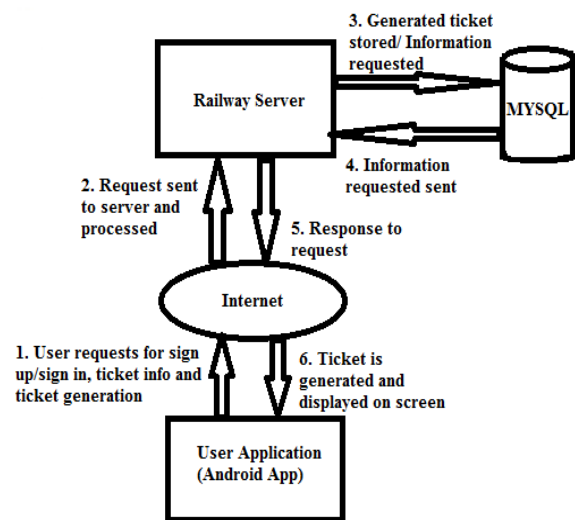 3. Generated ticket
stored/ Information
requested
Railway Server
MYSQL
4. Information
requested sent
2. Request sent
to server and
processed
5. Response to
request
Internet
1. User requests for sign
up/sign in, ticket info and
ticket generation
6. Ticket is
generated and
displayed on screen
User Application
(Android App)